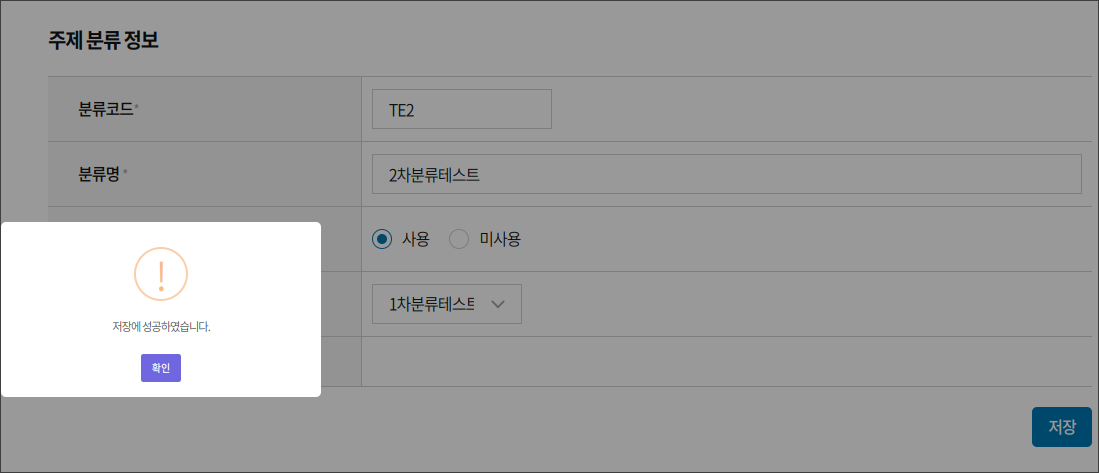 주제 분류 정보
분류코드 *
TE2
분류명 *
2차분류테스트
사용
미사용
1차분류테스트
!
저장에 성공하였습니다.
확인
저장